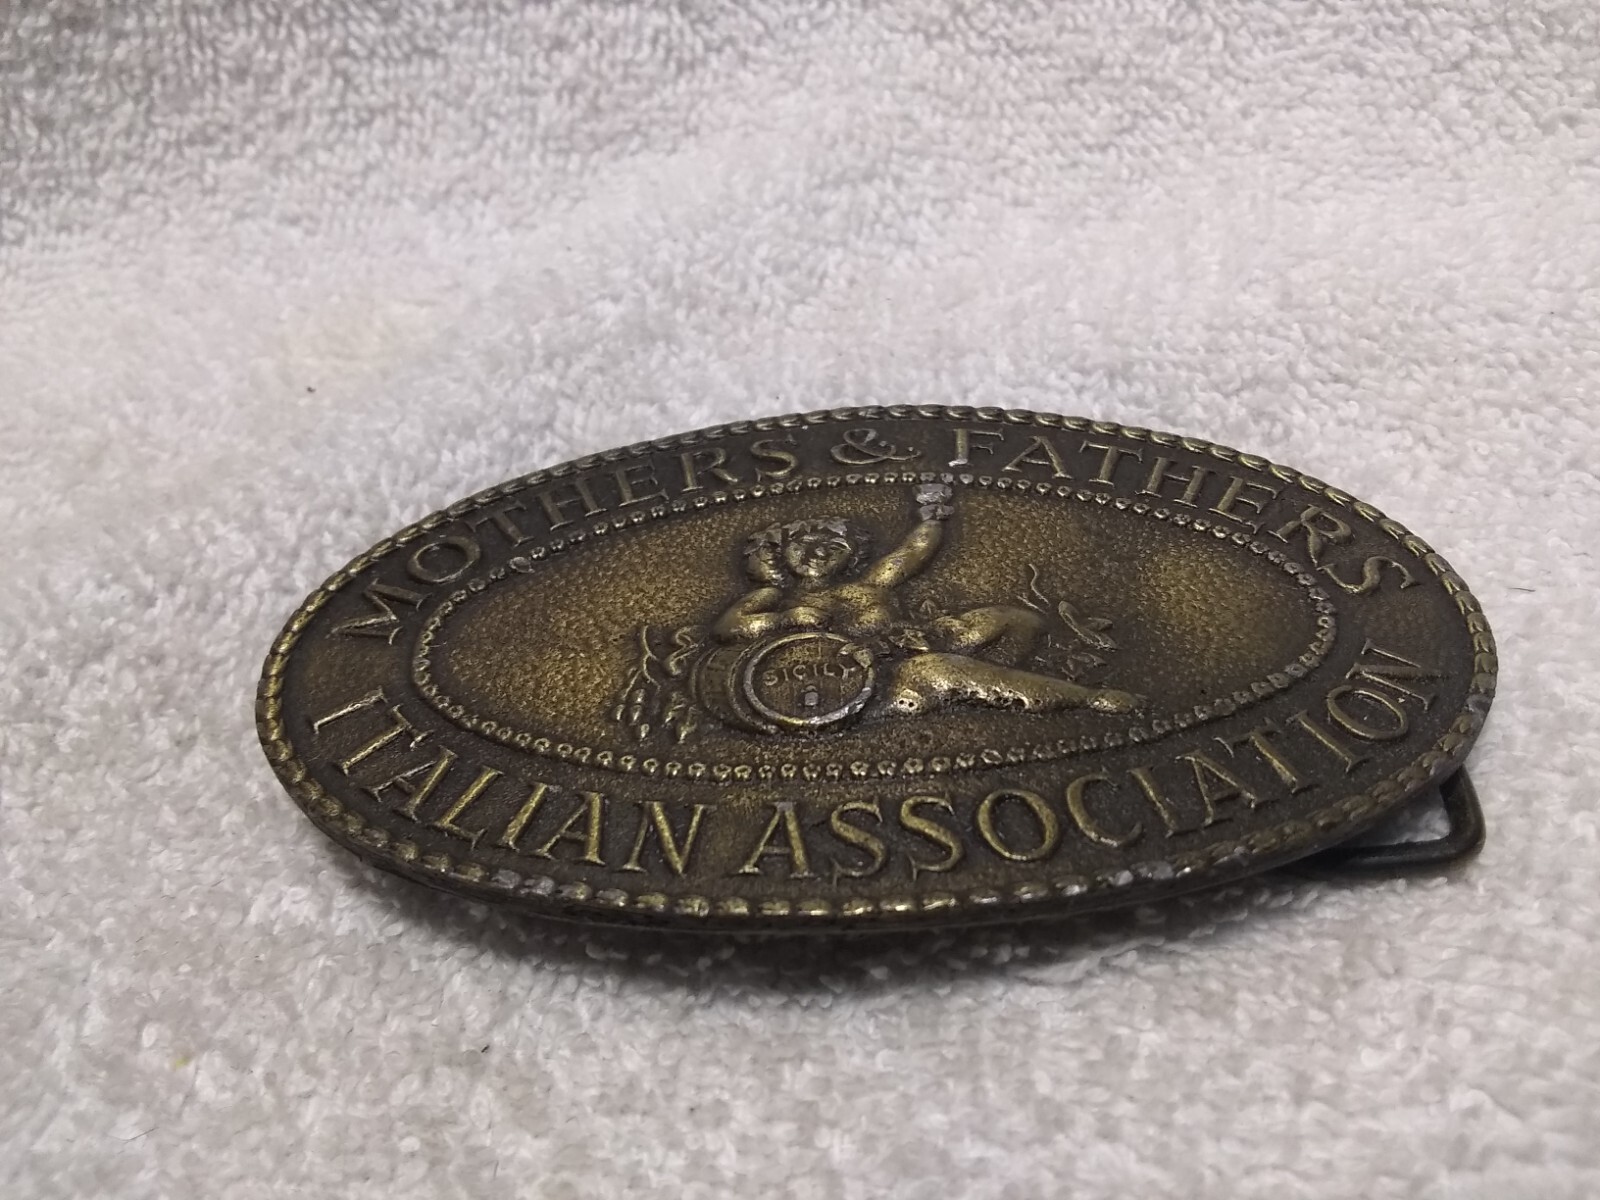 MOTHERS & FATHERS
SICILY
ITALIAN ASSOCIATION